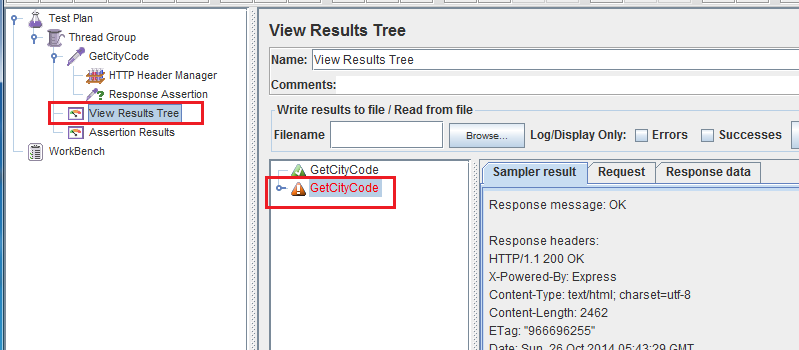 Test Plan
Thread Group
GetCityCode
HTTP Header Manager
Response Assertion
View Results Tree
Assertion Results
WorkBench
View Results Tree
Name: View Results Tree
Comments:
Write results to file / Read from file
Filename Browse... Log/Display Only: Errors Successes
GetCityCode
GetCityCode
Sampler result Request Response data
Response message: OK
Response headers:
HTTP/1.1 200 OK
X-Powered-By: Express
Content-Type: text/html; charset=utf-8
Content-Length: 2462
ETag: "966696255"
Date: Sun, 26 Oct 2014 05:43:29 GMT